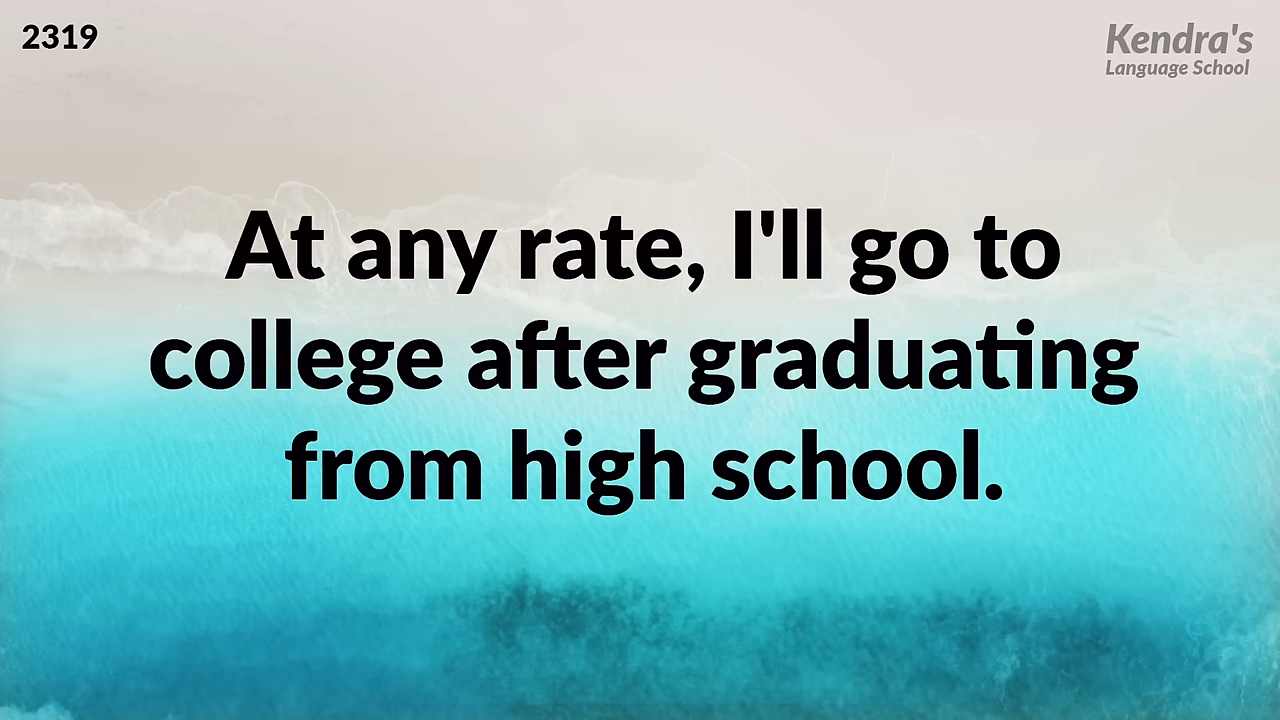 2319
Kendra's
Language School
At any rate, I'll go to
college after graduating
from high school.